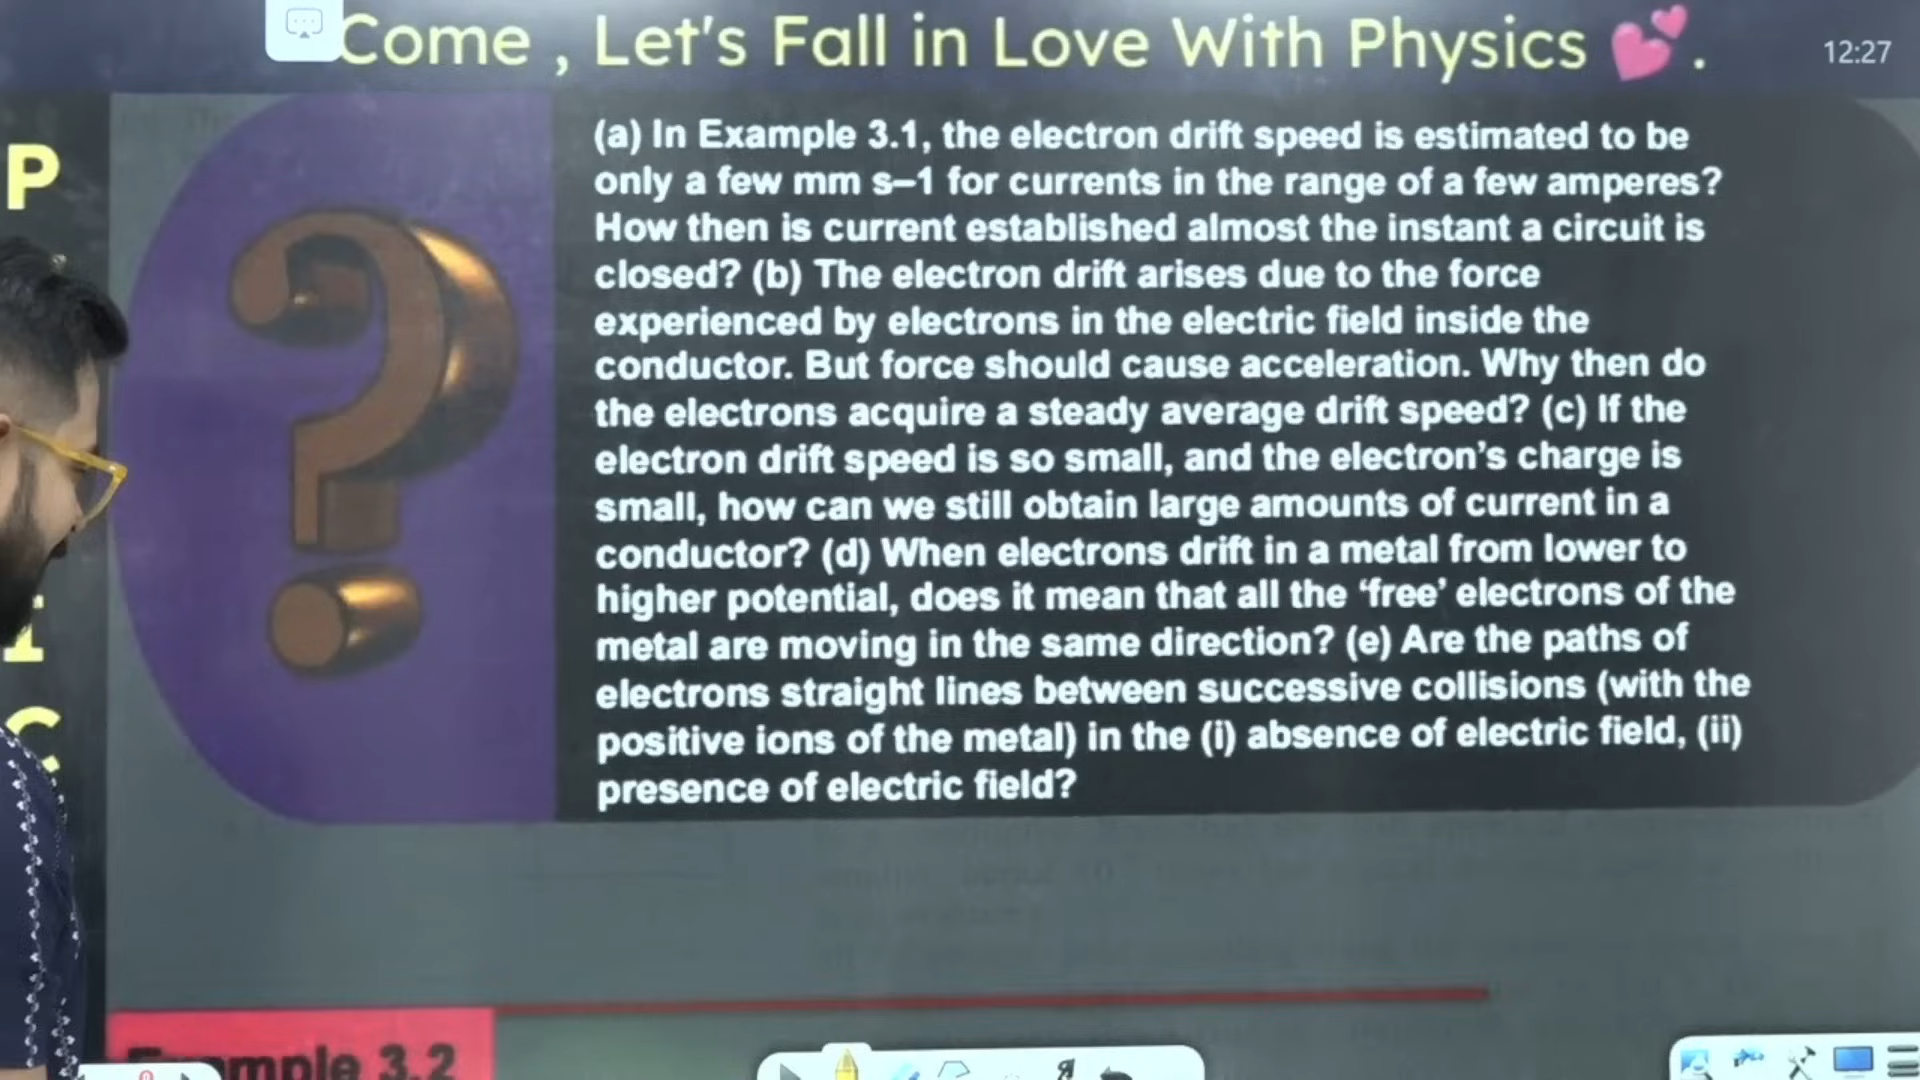 Come , Let's Fall in Love With Physics 💕.
12:27
P
I
C
(a) In Example 3.1, the electron drift speed is estimated to be
only a few mm s–1 for currents in the range of a few amperes?
How then is current established almost the instant a circuit is
closed? (b) The electron drift arises due to the force
experienced by electrons in the electric field inside the
conductor. But force should cause acceleration. Why then do
the electrons acquire a steady average drift speed? (c) If the
electron drift speed is so small, and the electron’s charge is
small, how can we still obtain large amounts of current in a
conductor? (d) When electrons drift in a metal from lower to
higher potential, does it mean that all the ‘free’ electrons of the
metal are moving in the same direction? (e) Are the paths of
electrons straight lines between successive collisions (with the
positive ions of the metal) in the (i) absence of electric field, (ii)
presence of electric field?
Example 3.2